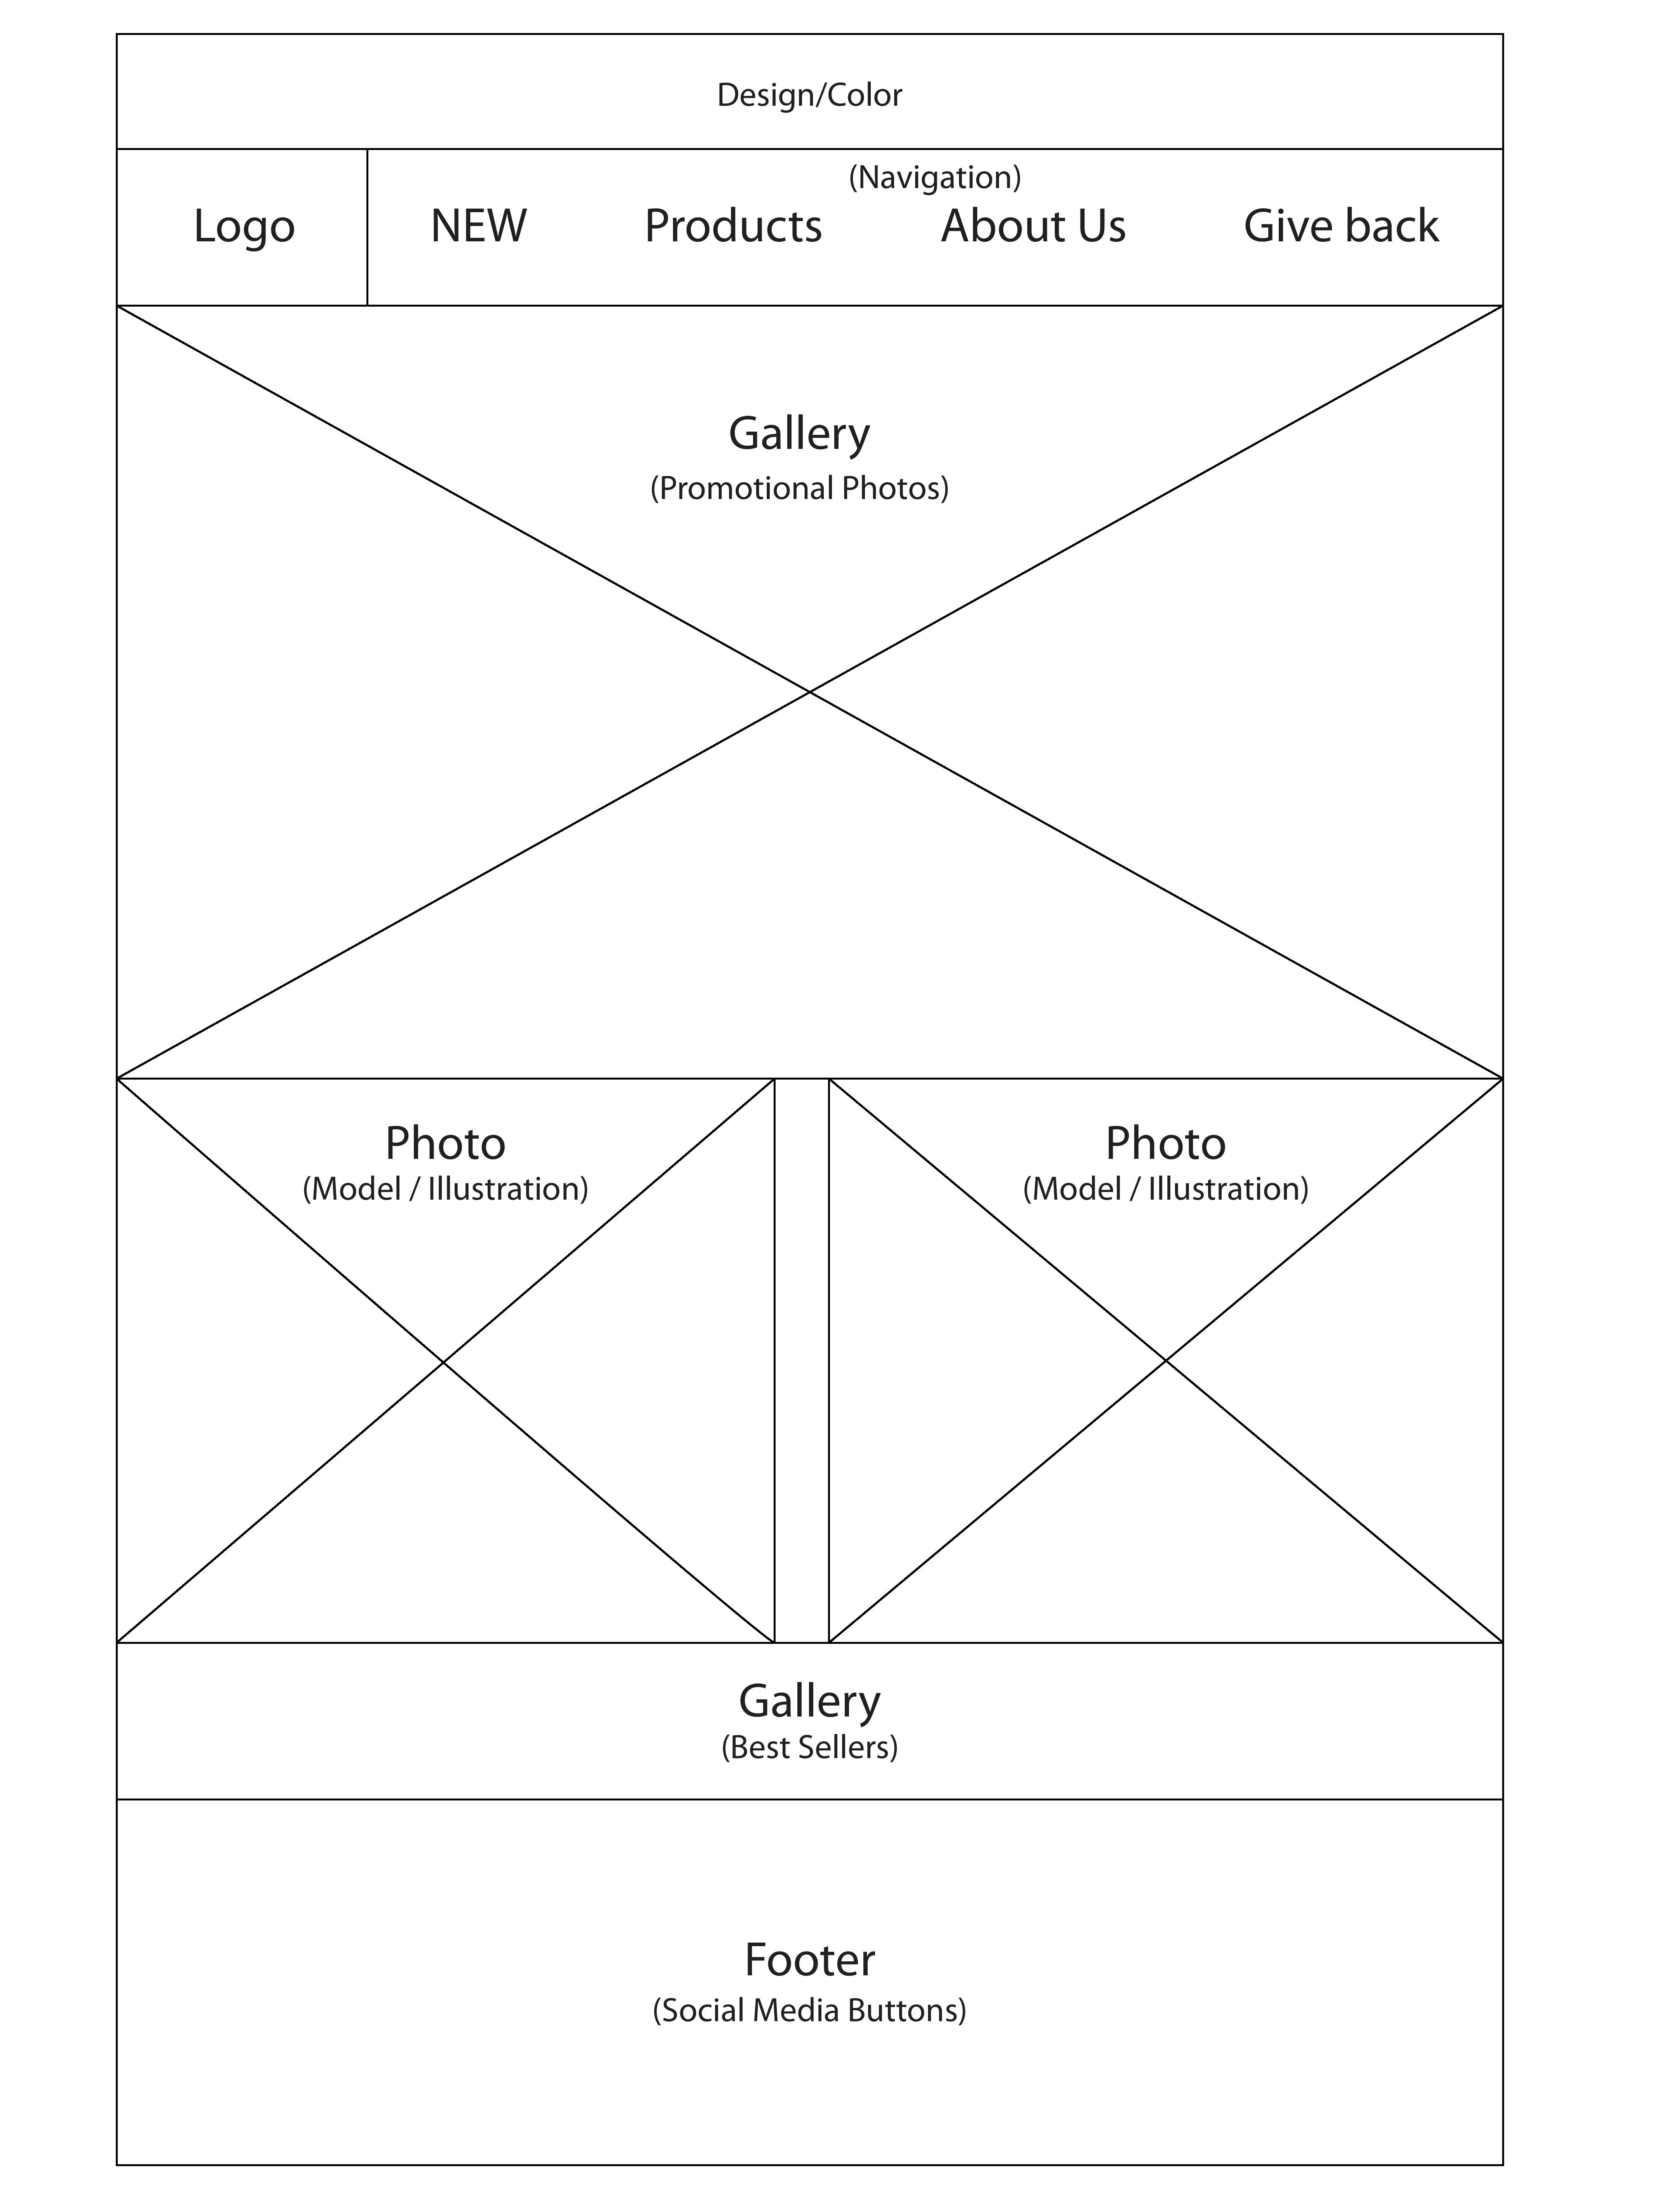 Design/Color
(Navigation)
Logo
NEW
Products
About Us
Give back
Gallery
(Promotional Photos)
Photo
(Model / Illustration)
Photo
(Model / Illustration)
Gallery
(Best Sellers)
Footer
(Social Media Buttons)